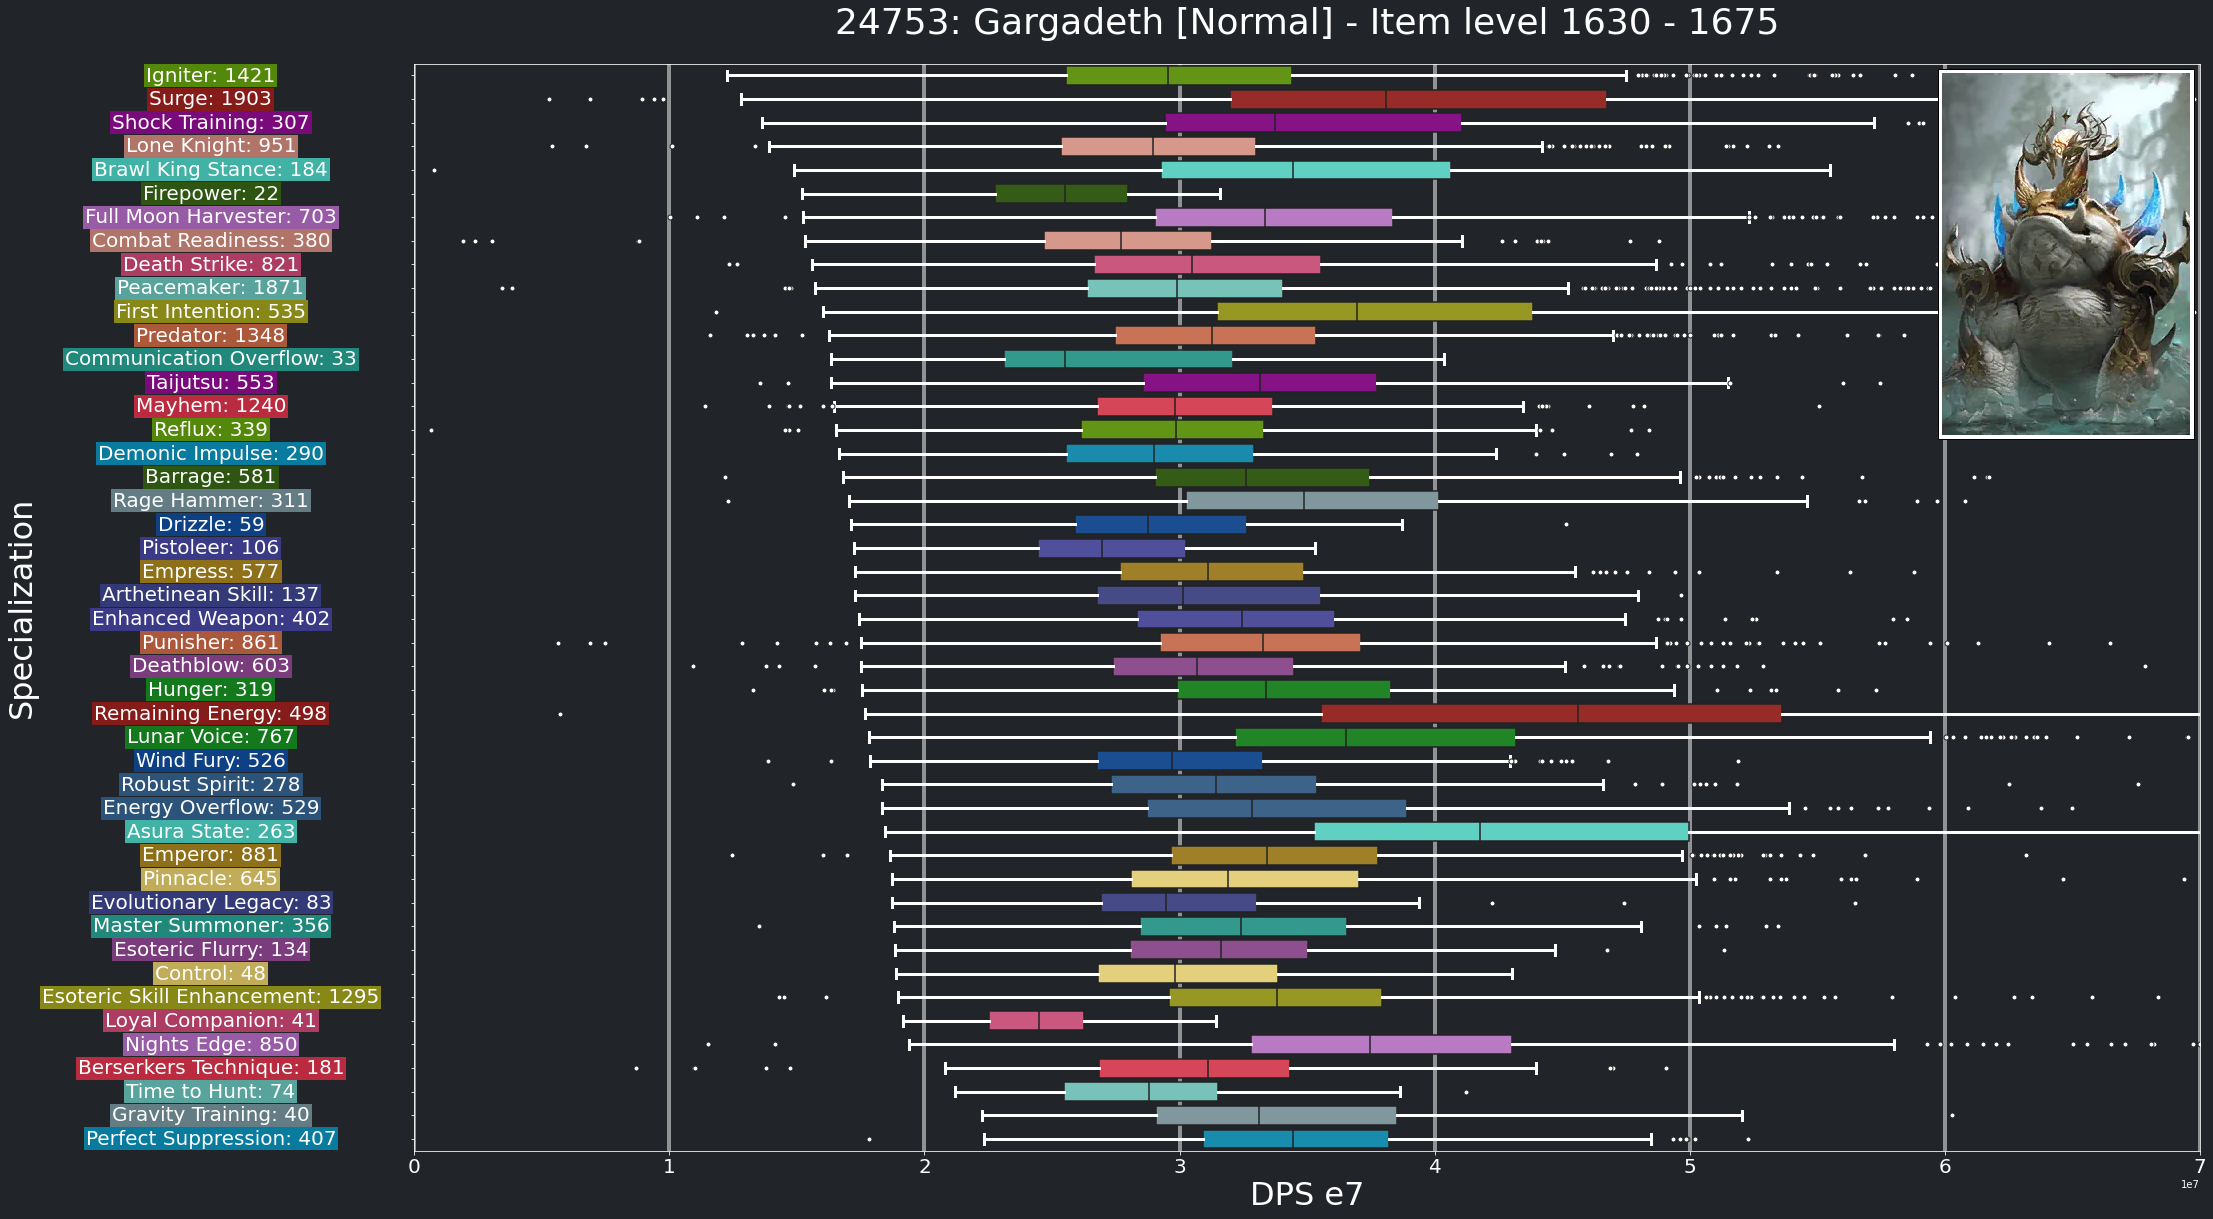 24753: Gargadeth [Normal] - Item level 1630 - 1675
Igniter: 1421
Surge: 1903
Shock Training: 307
Lone Knight: 951
Brawl King Stance: 184
Firepower: 22
Full Moon Harvester: 703
Combat Readiness: 380
Death Strike: 821
Peacemaker: 1871
First Intention: 535
Predator: 1348
Communication Overflow: 33
Taijutsu: 553
Mayhem: 1240
Reflux: 339
Demonic Impulse: 290
Barrage: 581
Rage Hammer: 311
Drizzle: 59
Pistoleer: 106
Empress: 577
Arthetinean Skill: 137
Enhanced Weapon: 402
Punisher: 861
Deathblow: 603
Hunger: 319
Remaining Energy: 498
Lunar Voice: 767
Wind Fury: 526
Robust Spirit: 278
Energy Overflow: 529
Asura State: 263
Emperor: 881
Pinnacle: 645
Evolutionary Legacy: 83
Master Summoner: 356
Esoteric Flurry: 134
Control: 48
Esoteric Skill Enhancement: 1295
Loyal Companion: 41
Nights Edge: 850
Berserkers Technique: 181
Time to Hunt: 74
Gravity Training: 40
Perfect Suppression: 407
Specialization
0 1 2 3 4 5 6 7
1e7
DPS e7